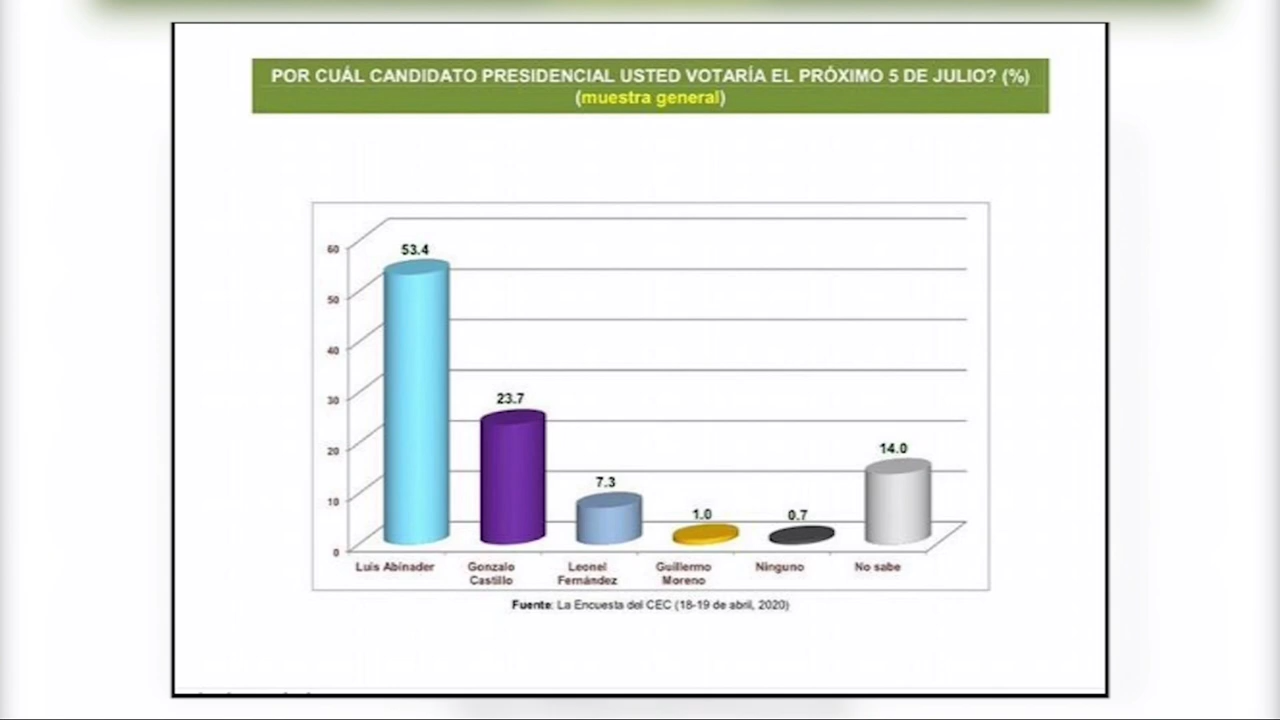 POR CUÁL CANDIDATO PRESIDENCIAL USTED VOTARÍA EL PRÓXIMO 5 DE JULIO? (%)
(muestra general)
60
50
40
30
20
10
0
53.4
23.7
7.3
1.0
0.7
14.0
Luis Abinader
Gonzalo
Castillo
Leonel
Fernández
Guillermo
Moreno
Ninguno
No sabe
Fuente: La Encuesta del CEC (18-19 de abril, 2020)